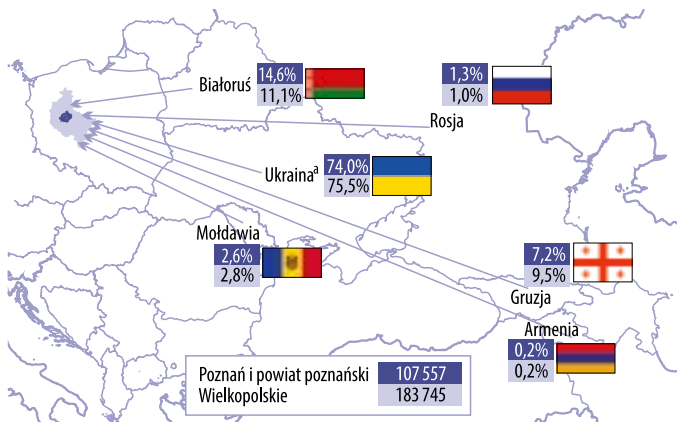 Białoruś
14,6%
11,1%
1,3%
1,0%
Rosja
Ukrainaª
74,0%
75,5%
Mołdawia
2,6%
2,8%
7,2%
9,5%
Gruzja
Armenia
0,2%
0,2%
Poznań i powiat poznański 107 557
Wielkopolskie 183 745